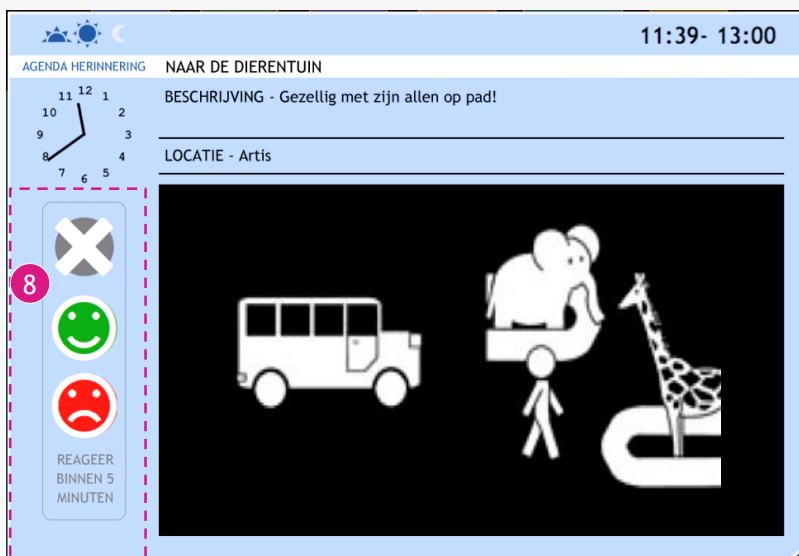 11:39- 13:00
AGENDA HERINNERING
NAAR DE DIERENTUIN
11 12 1
10 2
9 3
8 4
7 6 5
BESCHRIJVING - Gezellig met zijn allen op pad!
LOCATIE - Artis
8
REAGEER
BINNEN 5
MINUTEN